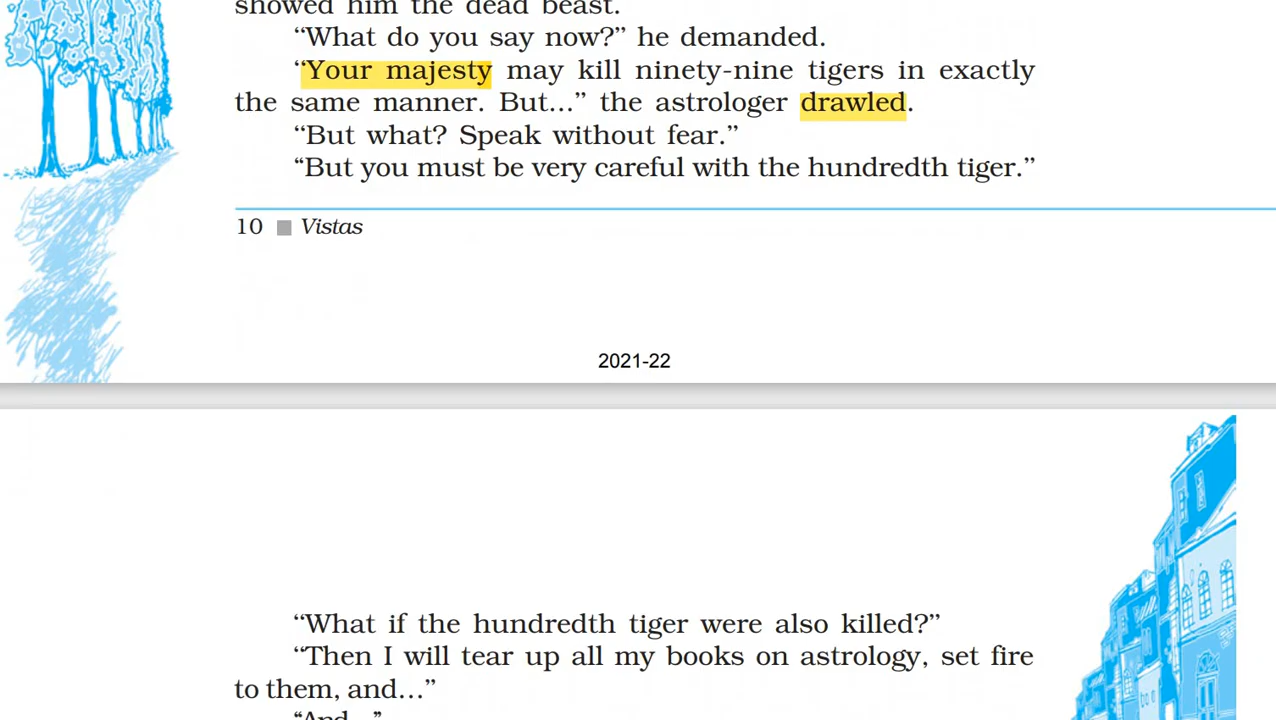 showed him the dead beast.
“What do you say now?” he demanded.
“Your majesty may kill ninety-nine tigers in exactly
the same manner. But...” the astrologer drawled.
“But what? Speak without fear.”
“But you must be very careful with the hundredth tiger.”
10 Vistas
2021-22
“What if the hundredth tiger were also killed?”
“Then I will tear up all my books on astrology, set fire
to them, and...”
“And...”